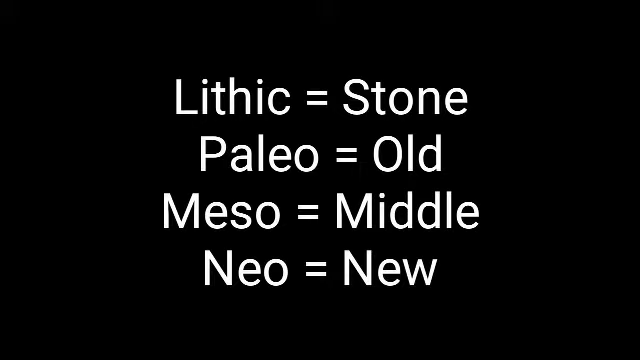 Lithic = Stone
Paleo = Old
Meso = Middle
Neo = New